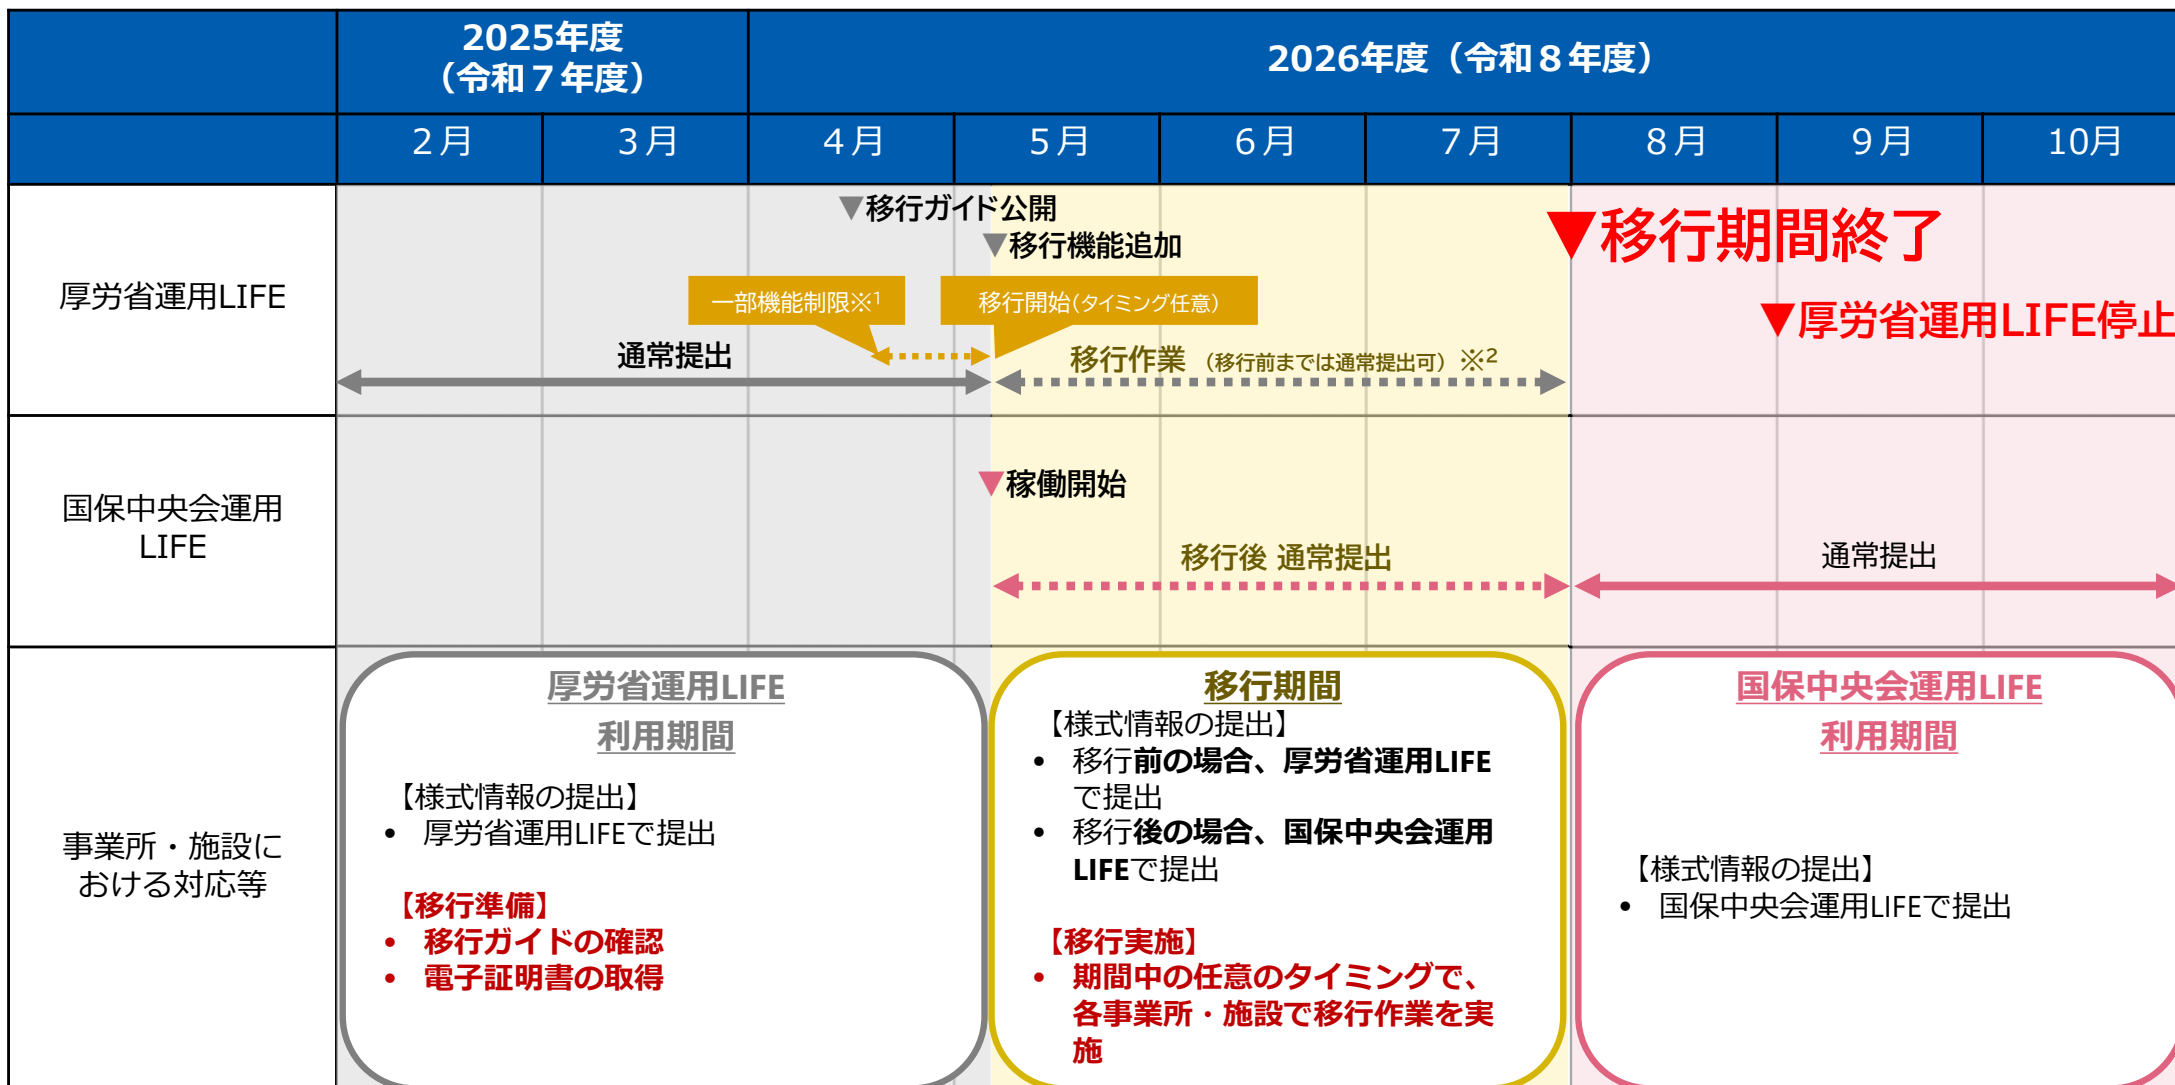 2025年度
（令和７年度）
2026年度（令和８年度）
２月
３月
４月
５月
６月
７月
８月
９月
10月
厚労省運用LIFE
▼移行ガイド公開
▼移行機能追加
▼移行期間終了
一部機能制限※1
移行開始(タイミング任意)
▼厚労省運用LIFE停止
通常提出
移行作業（移行前までは通常提出可）※2
国保中央会運用
LIFE
▼稼働開始
移行後 通常提出
通常提出
事業所・施設に
おける対応等
厚労省運用LIFE
利用期間
【様式情報の提出】
• 厚労省運用LIFEで提出
【移行準備】
• 移行ガイドの確認
• 電子証明書の取得
移行期間
【様式情報の提出】
• 移行前の場合、厚労省運用LIFE
で提出
• 移行後の場合、国保中央会運用
LIFEで提出
【移行実施】
• 期間中の任意のタイミングで、
各事業所・施設で移行作業を実
施
国保中央会運用LIFE
利用期間
【様式情報の提出】
• 国保中央会運用LIFEで提出